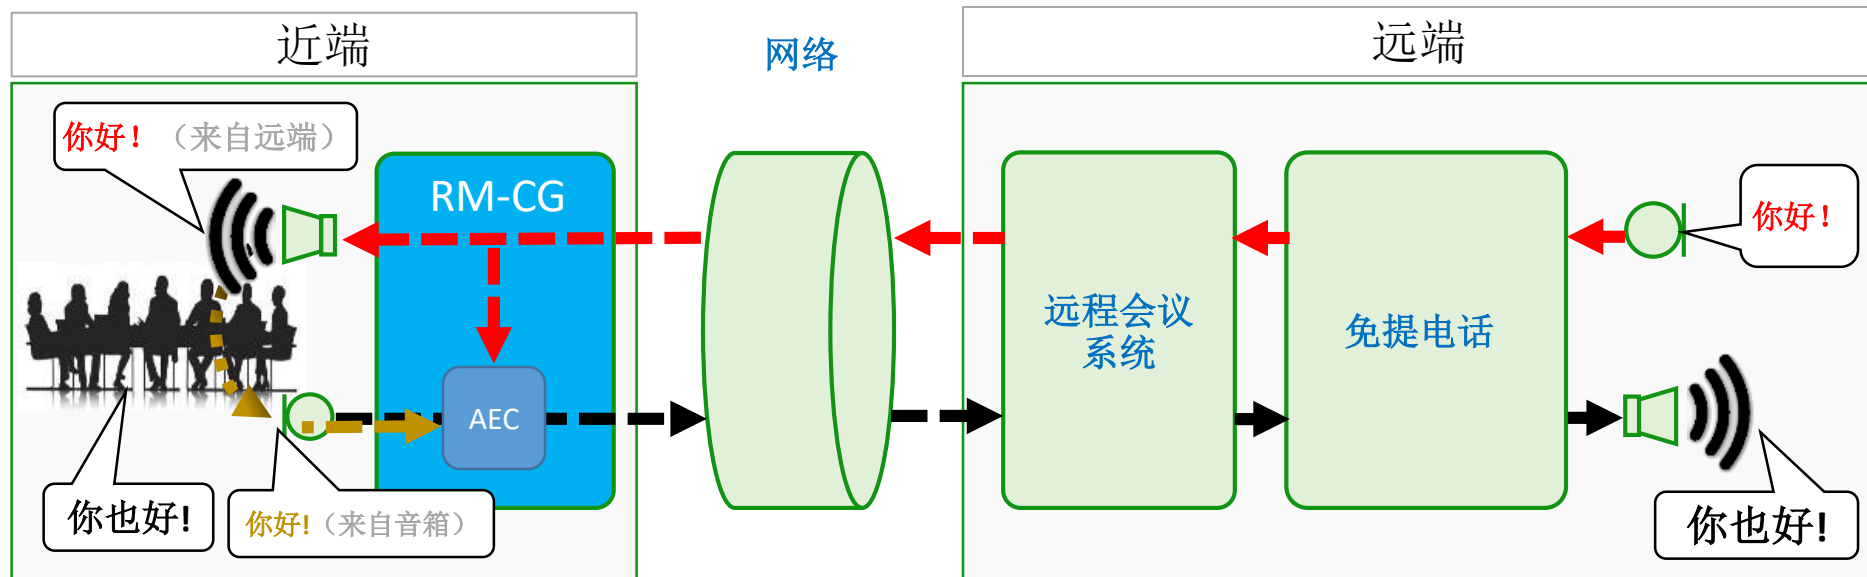 近端
网络
远端
你好！（来自远端）
RM-CG
你好！
远程会议
系统
免提电话
AEC
你也好!
你好!（来自音箱）
你也好!